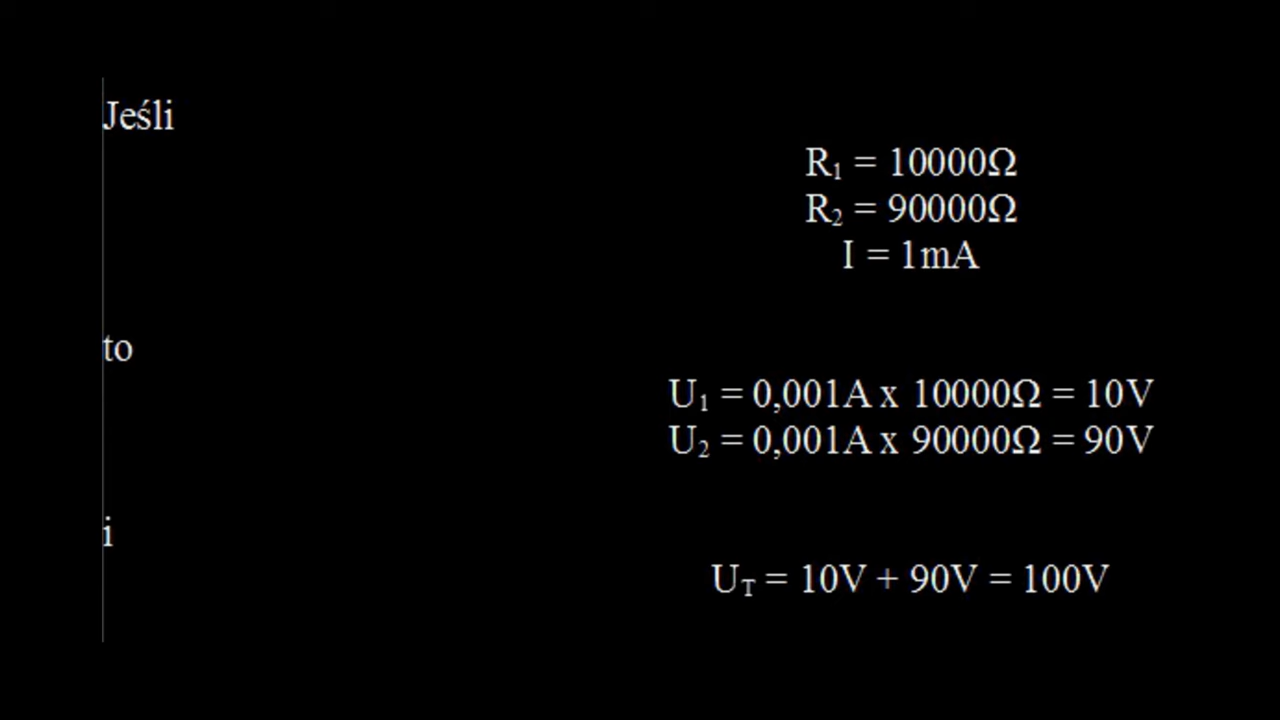 Jeśli
R₁ = 10000Ω
R₂ = 90000Ω
I = 1mA
to
U₁ = 0,001A x 10000Ω = 10V
U₂ = 0,001A x 90000Ω = 90V
i
U_T = 10V + 90V = 100V